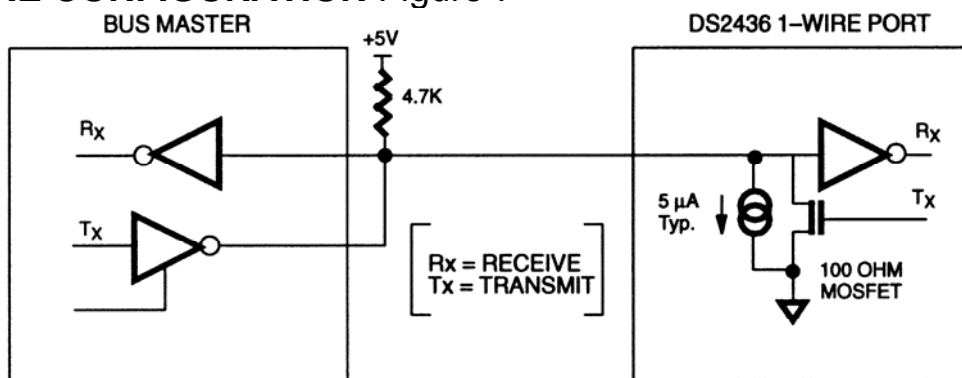 Figure 7
BUS MASTER
DS2436 1–WIRE PORT
+5V
4.7K
RX
TX
RX
TX
5 μA
Typ.
100 OHM
MOSFET
Rx = RECEIVE
Tx = TRANSMIT